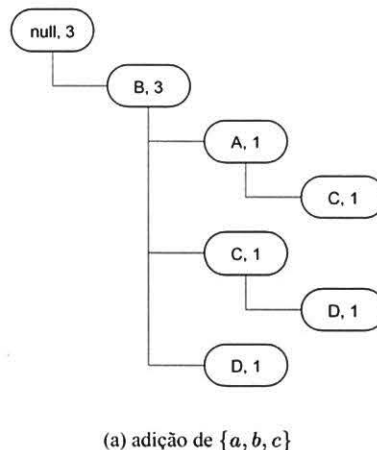 null, 3
B, 3
A, 1
C, 1
C, 1
D, 1
D, 1
(a) adição de {a, b, c}